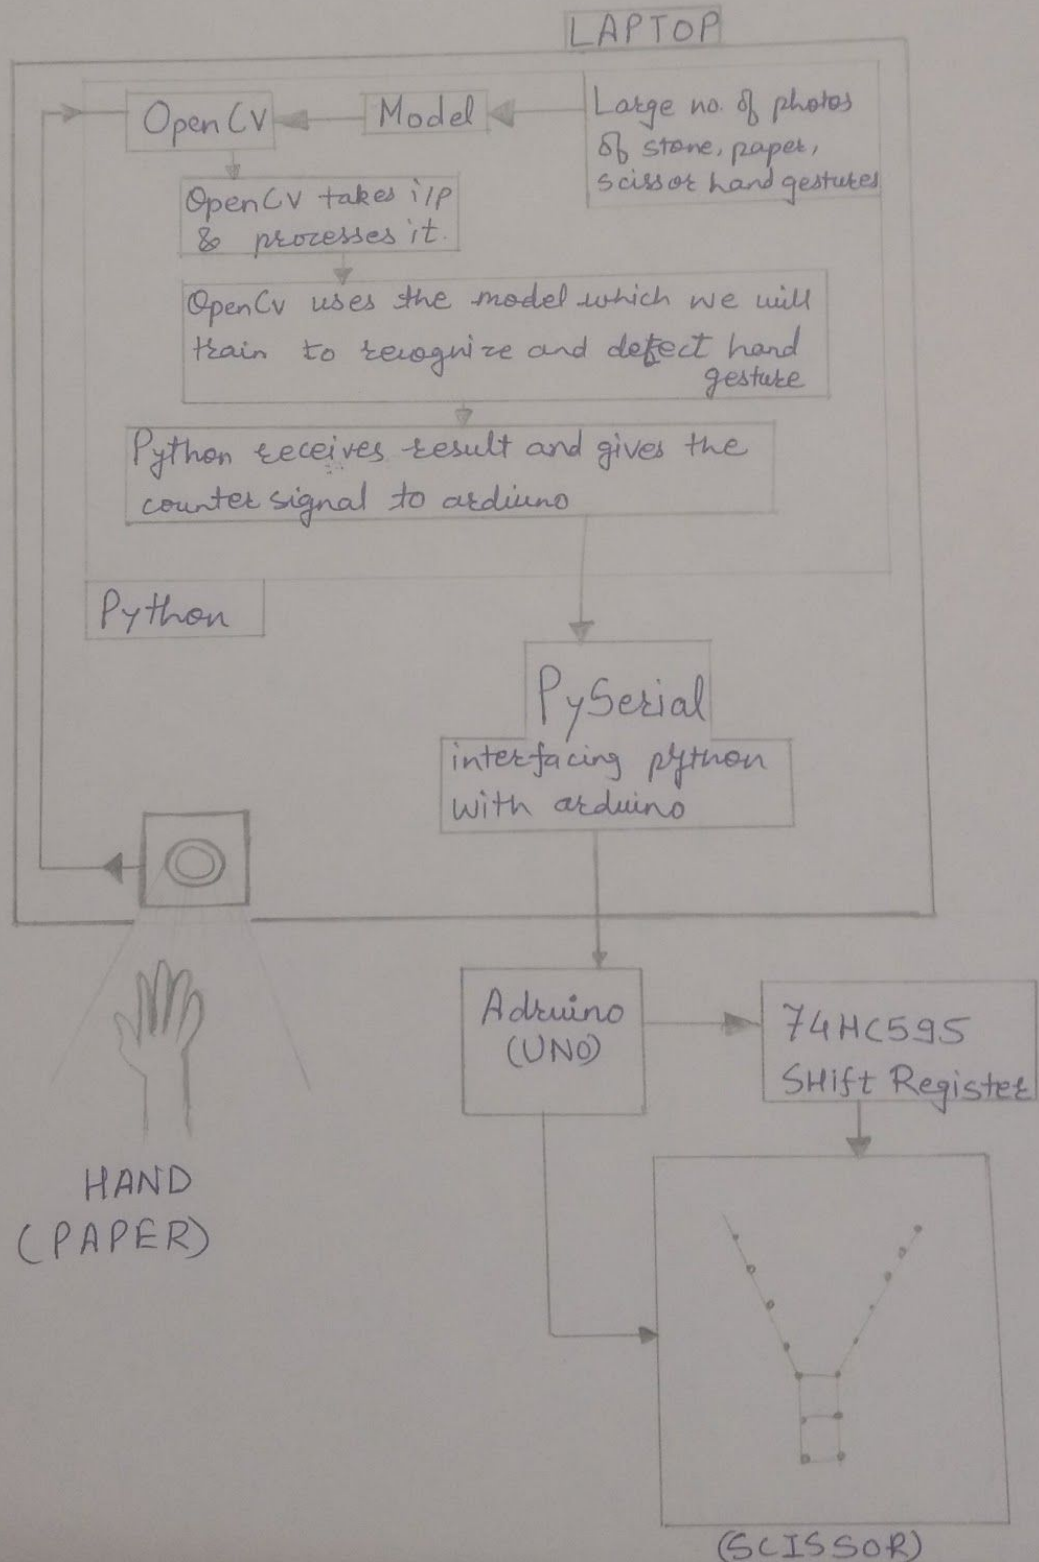 LAPTOP
OpenCV
Model
Large no. of photos
of stone, paper,
scissor hand gestures
OpenCV takes i/p
& processes it.
OpenCv uses the model which we will
train to recognize and detect hand
gesture
Python receives result and gives the
counter signal to arduino
Python
PySerial
interfacing python
with arduino
Adruino
(UNO)
74HC595
SHift Register
HAND
(PAPER)
(SCISSOR)